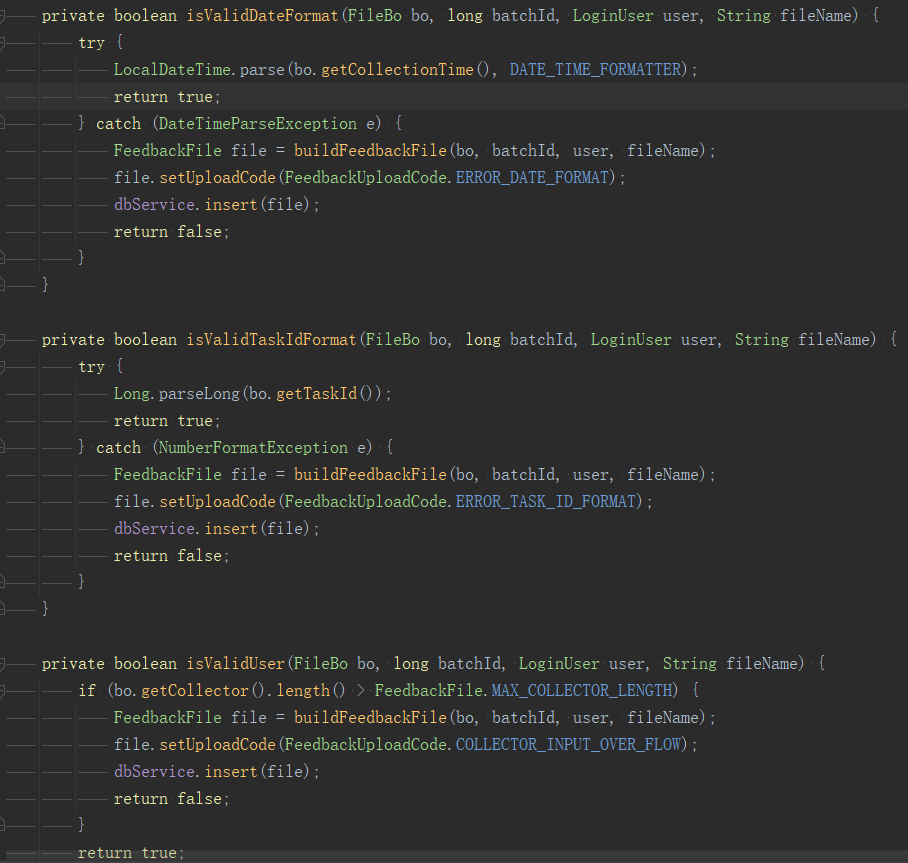 private boolean isValidDateFormat(FileBo bo, long batchId, LoginUser user, String fileName) {
try {
LocalDateTime.parse(bo.getCollectionTime(), DATE_TIME_FORMATTER);
return true;
} catch (DateTimeParseException e) {
FeedbackFile file = buildFeedbackFile(bo, batchId, user, fileName);
file.setUploadCode(FeedbackUploadCode.ERROR_DATE_FORMAT);
dbService.insert(file);
return false;
}
}
private boolean isValidTaskIdFormat(FileBo bo, long batchId, LoginUser user, String fileName) {
try {
Long.parseLong(bo.getTaskId());
return true;
} catch (NumberFormatException e) {
FeedbackFile file = buildFeedbackFile(bo, batchId, user, fileName);
file.setUploadCode(FeedbackUploadCode.ERROR_TASK_ID_FORMAT);
dbService.insert(file);
return false;
}
}
private boolean isValidUser(FileBo bo, long batchId, LoginUser user, String fileName) {
if (bo.getCollector().length() > FeedbackFile.MAX_COLLECTOR_LENGTH) {
FeedbackFile file = buildFeedbackFile(bo, batchId, user, fileName);
file.setUploadCode(FeedbackUploadCode.COLLECTOR_INPUT_OVER_FLOW);
dbService.insert(file);
return false;
}
return true;